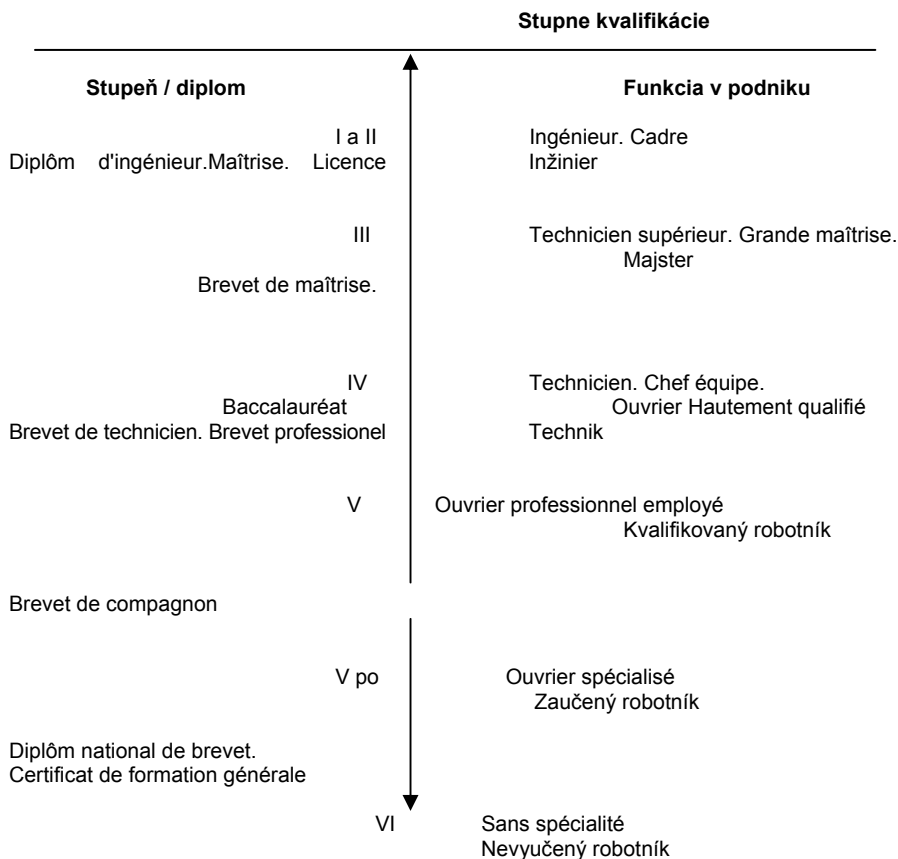 Stupne kvalifikácie
Stupeň / diplom Funkcia v podniku
I a II Ingénieur. Cadre
Diplôm d'ingénieur.Maîtrise. Licence Inžinier
III Technicien supérieur. Grande maîtrise.
Majster
Brevet de maîtrise.
IV Technicien. Chef équipe.
Baccalauréat Ouvrier Hautement qualifié
Brevet de technicien. Brevet professionel Technik
V Ouvrier professionnel employé
Kvalifikovaný robotník
Brevet de compagnon
V po Ouvrier spécialisé
Zaučený robotník
Diplôm national de brevet.
Certificat de formation générale
VI Sans spécialité
Nevyučený robotník